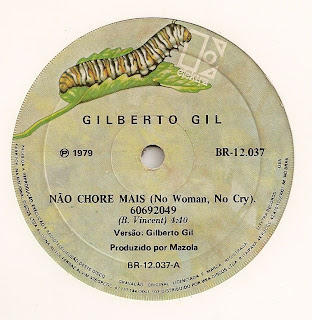 elektra
GILBERTO GIL
℗ 1979 BR-12.037
NÃO CHORE MAIS (No Woman, No Cry).
60692049
(B. Vincent) 4:10
Versão: Gilberto Gil
Produzido por Mazola
BR-12.037-A